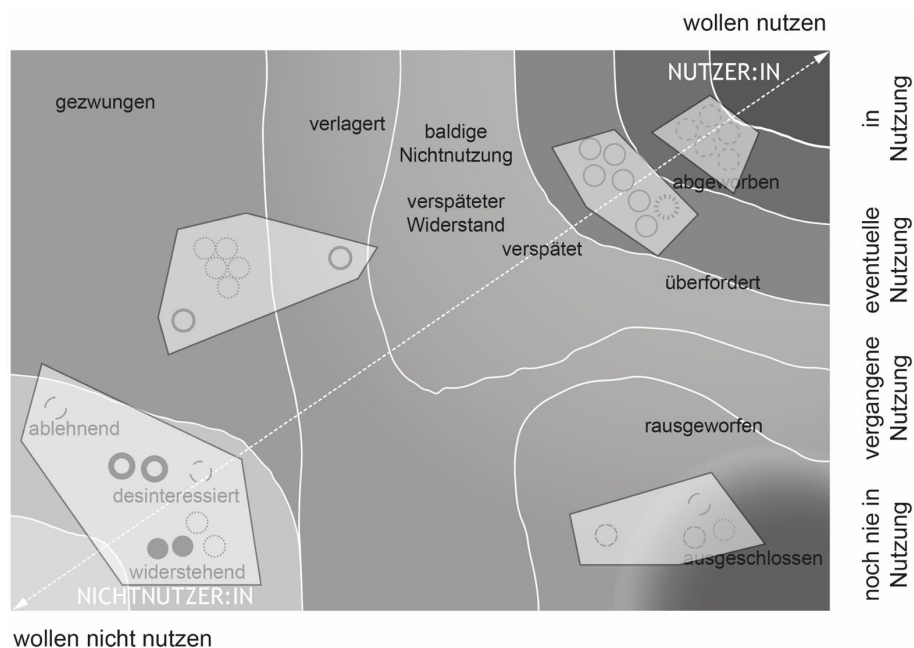 wollen nutzen
NUTZER:IN
gezwungen
verlagert
baldige
Nichtnutzung
verspäteter
Widerstand
verspätet
abgeworben
überfordert
rausgeworfen
ausgeschlossen
ablehnend
desinteressiert
widerstehend
NICHTNUTZER:IN
wollen nicht nutzen
in
Nutzung
eventuelle
Nutzung
vergangene
Nutzung
noch nie in
Nutzung